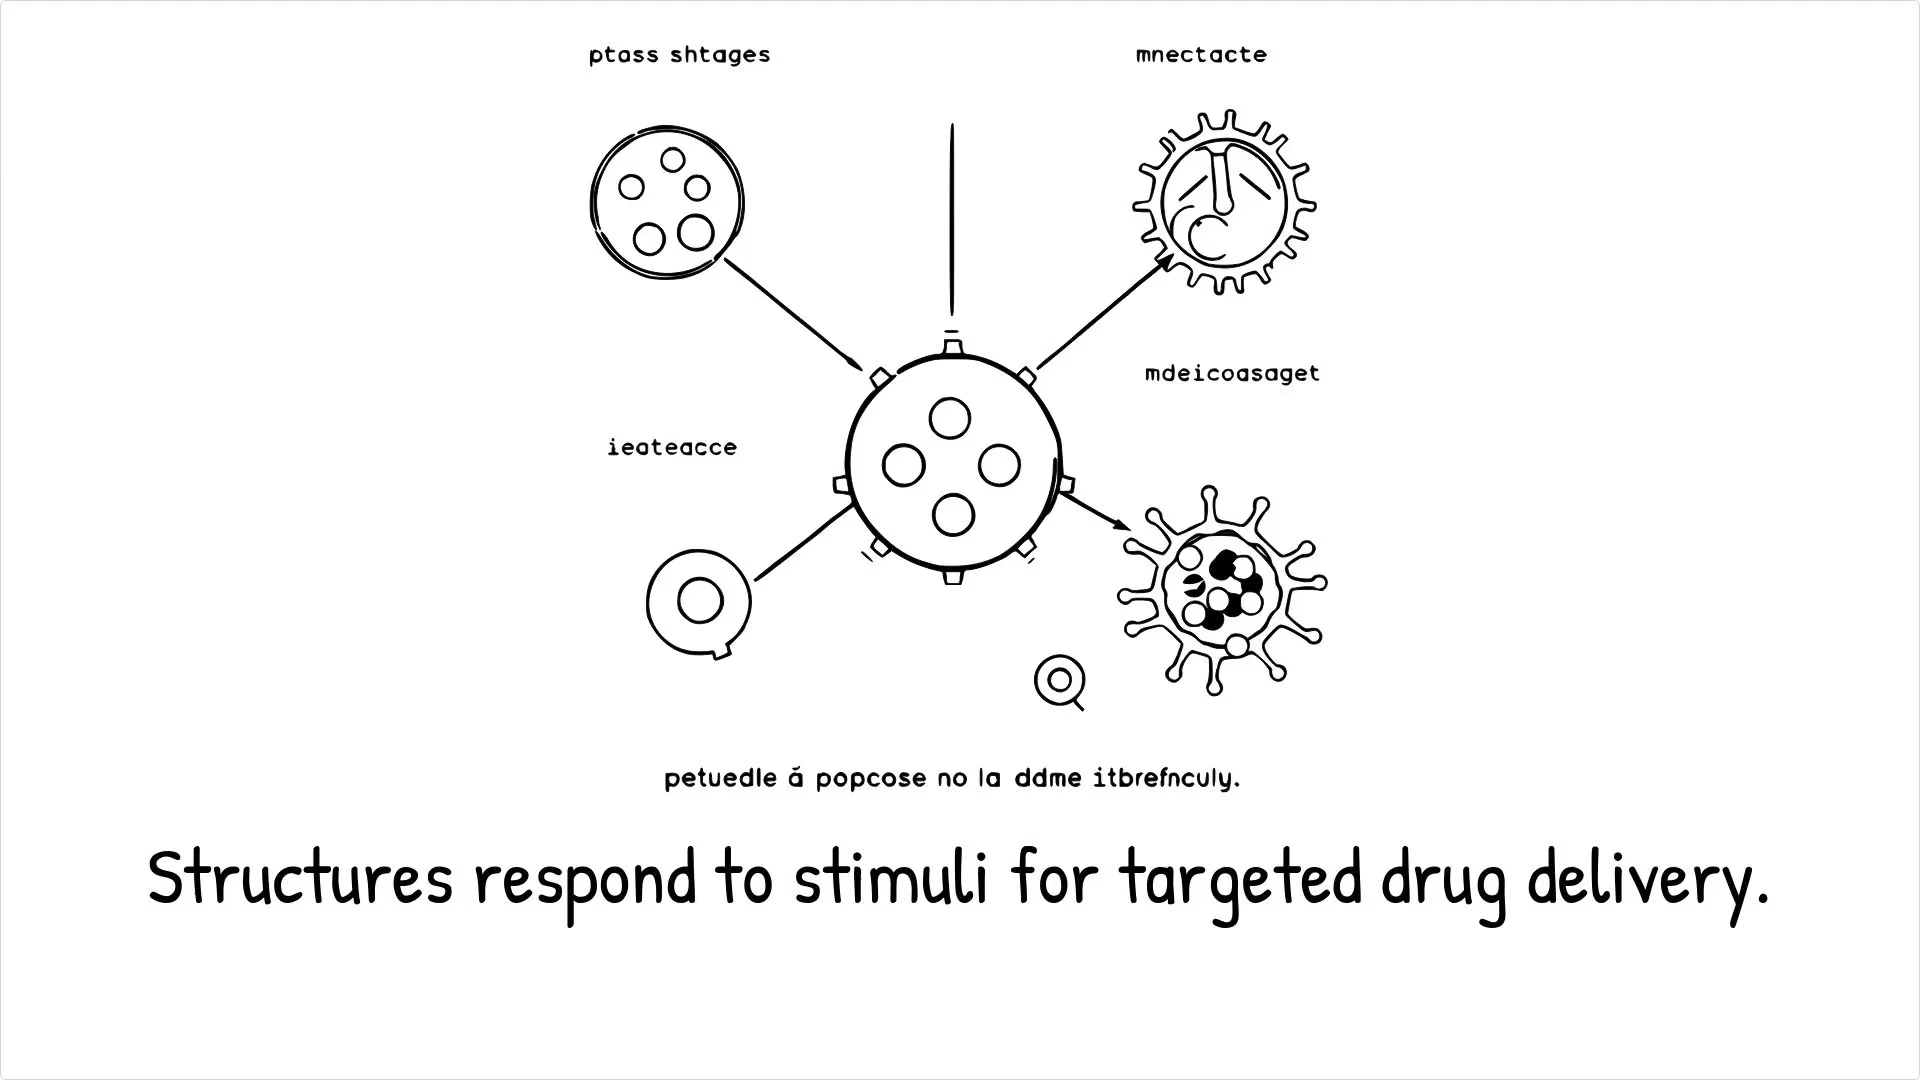 ptass shtages
mnectacte
mdeicoasaget
ieateacce
petuedle á popcose no la ddme itbrefnculy.
Structures respond to stimuli for targeted drug delivery.